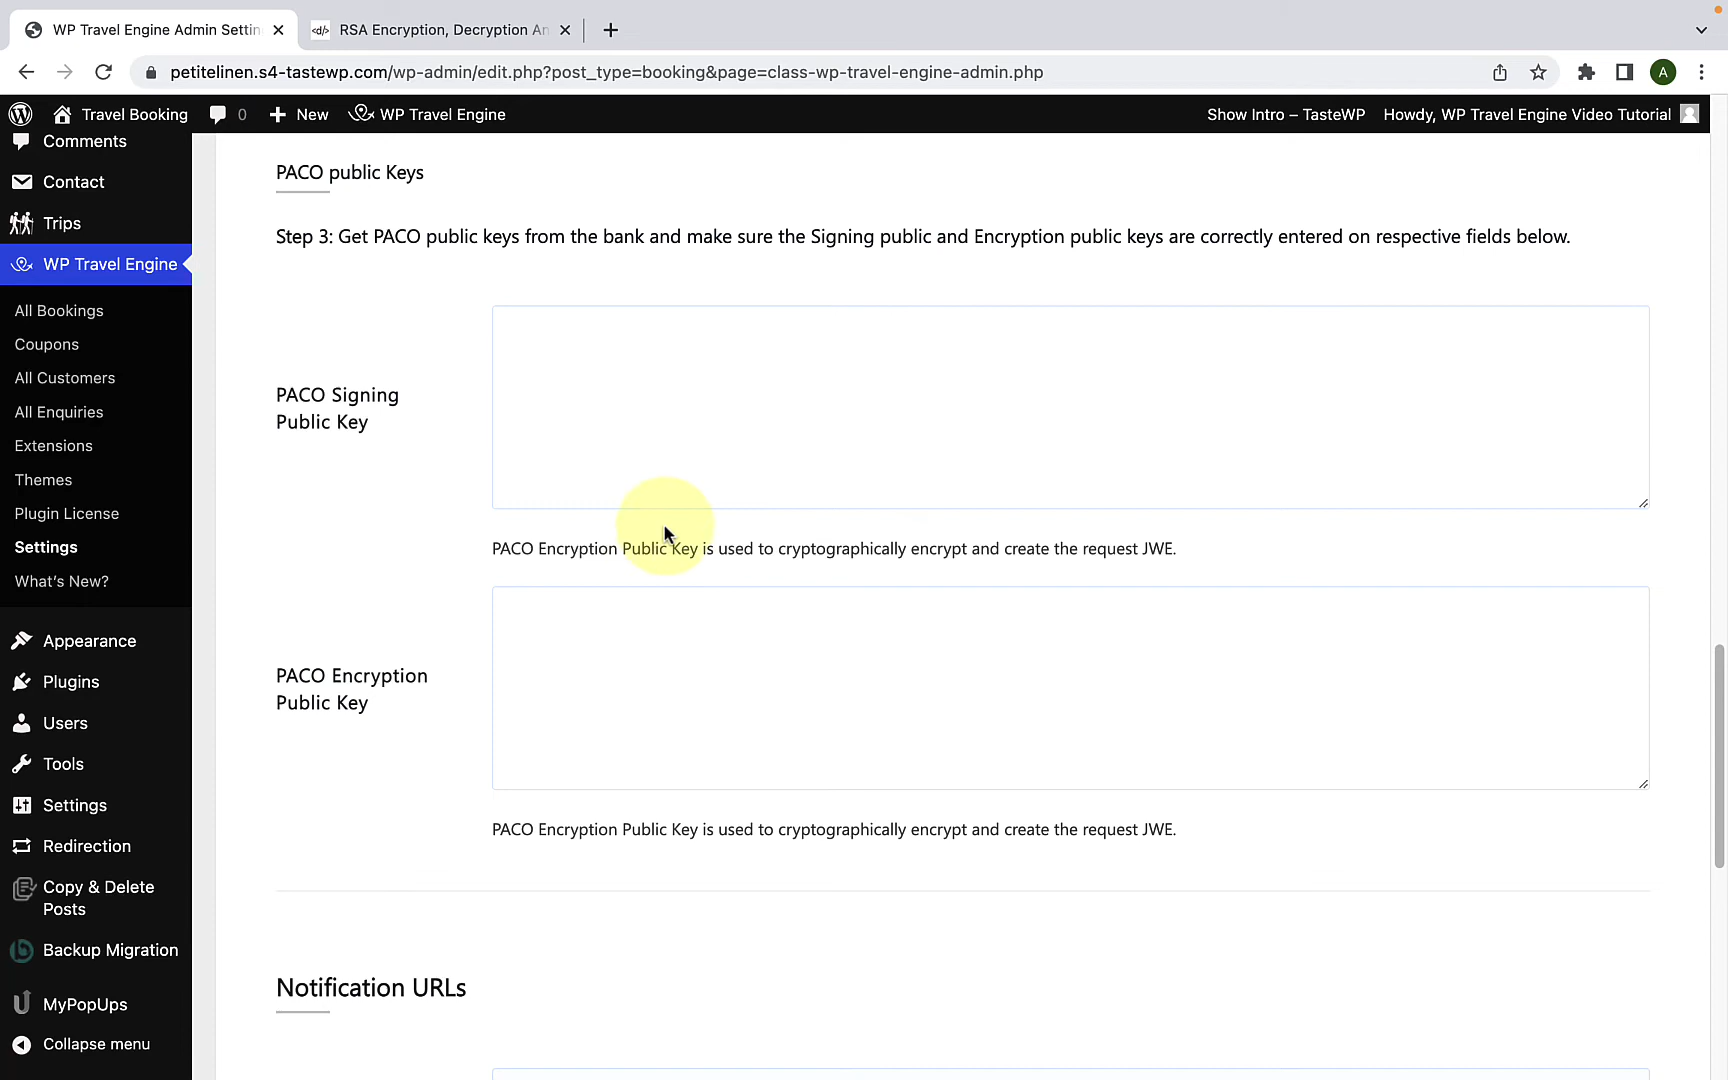 WP Travel Engine Admin Settin
RSA Encryption, Decryption An
petitelinen.s4-tastewp.com/wp-admin/edit.php?post_type=booking&page=class-wp-travel-engine-admin.php
A
Travel Booking
0
New
WP Travel Engine
Show Intro – TasteWP
Howdy, WP Travel Engine Video Tutorial
Comments
Contact
Trips
WP Travel Engine
All Bookings
Coupons
All Customers
All Enquiries
Extensions
Themes
Plugin License
Settings
What's New?
Appearance
Plugins
Users
Tools
Settings
Redirection
Copy & Delete
Posts
Backup Migration
MyPopUps
Collapse menu
PACO public Keys
Step 3: Get PACO public keys from the bank and make sure the Signing public and Encryption public keys are correctly entered on respective fields below.
PACO Signing
Public Key
PACO Encryption Public Key is used to cryptographically encrypt and create the request JWE.
PACO Encryption
Public Key
PACO Encryption Public Key is used to cryptographically encrypt and create the request JWE.
Notification URLs